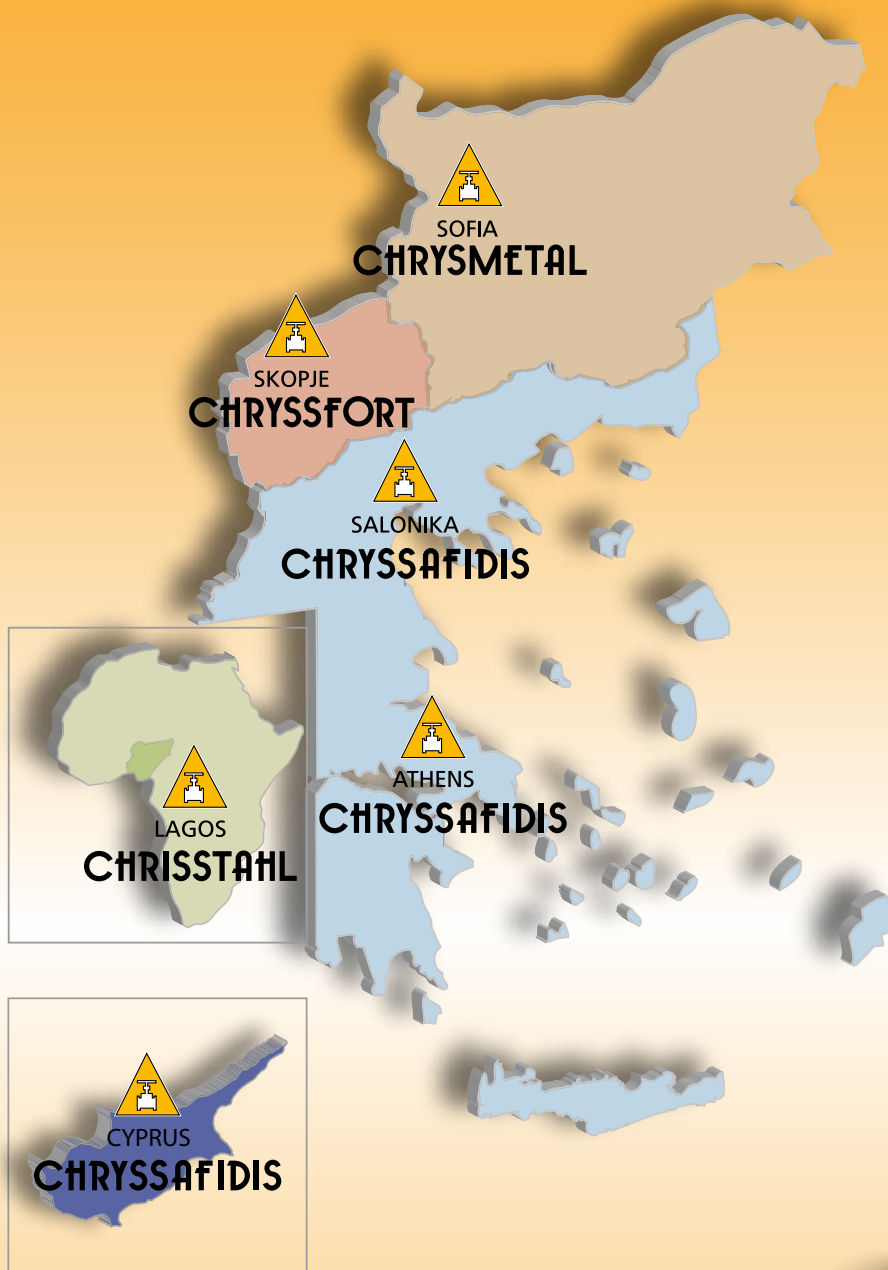 SOFIA
CHRYSMETAL
SKOPJE
CHRYSSFORT
SALONIKA
CHRYSSAFIDIS
ATHENS
CHRYSSAFIDIS
LAGOS
CHRISSTAHL
CYPRUS
CHRYSSAFIDIS